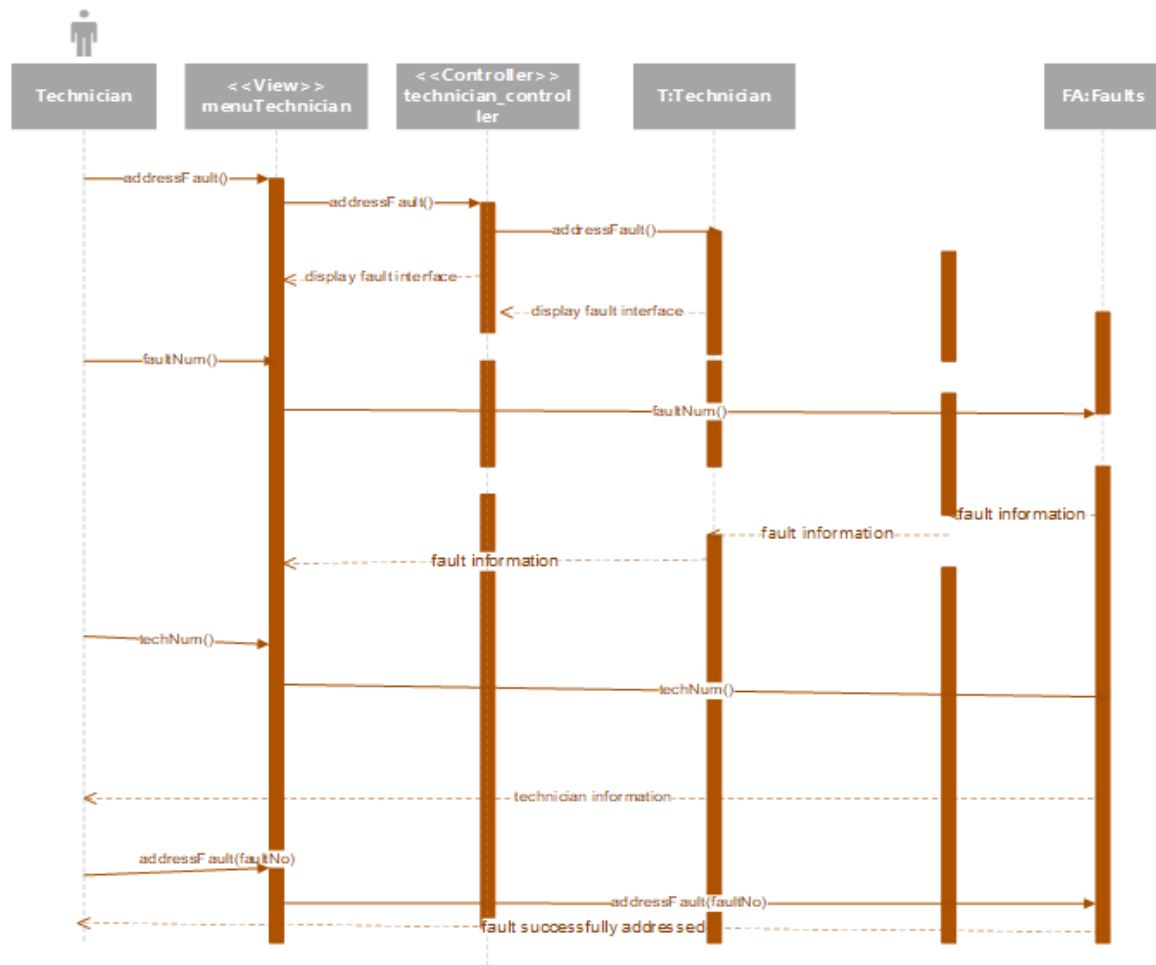 Technician
<<View>>
menuTechnician
<<Controller>>
technician_control
ler
T:Technician
FA:Faults
addressFault()
addressFault()
addressFault()
display fault interface
display fault interface
faultNum()
faultNum()
fault information
fault information
fault information
techNum()
techNum()
technician information
addressFault(faultNo)
addressFault(faultNo)
fault successfully addressed